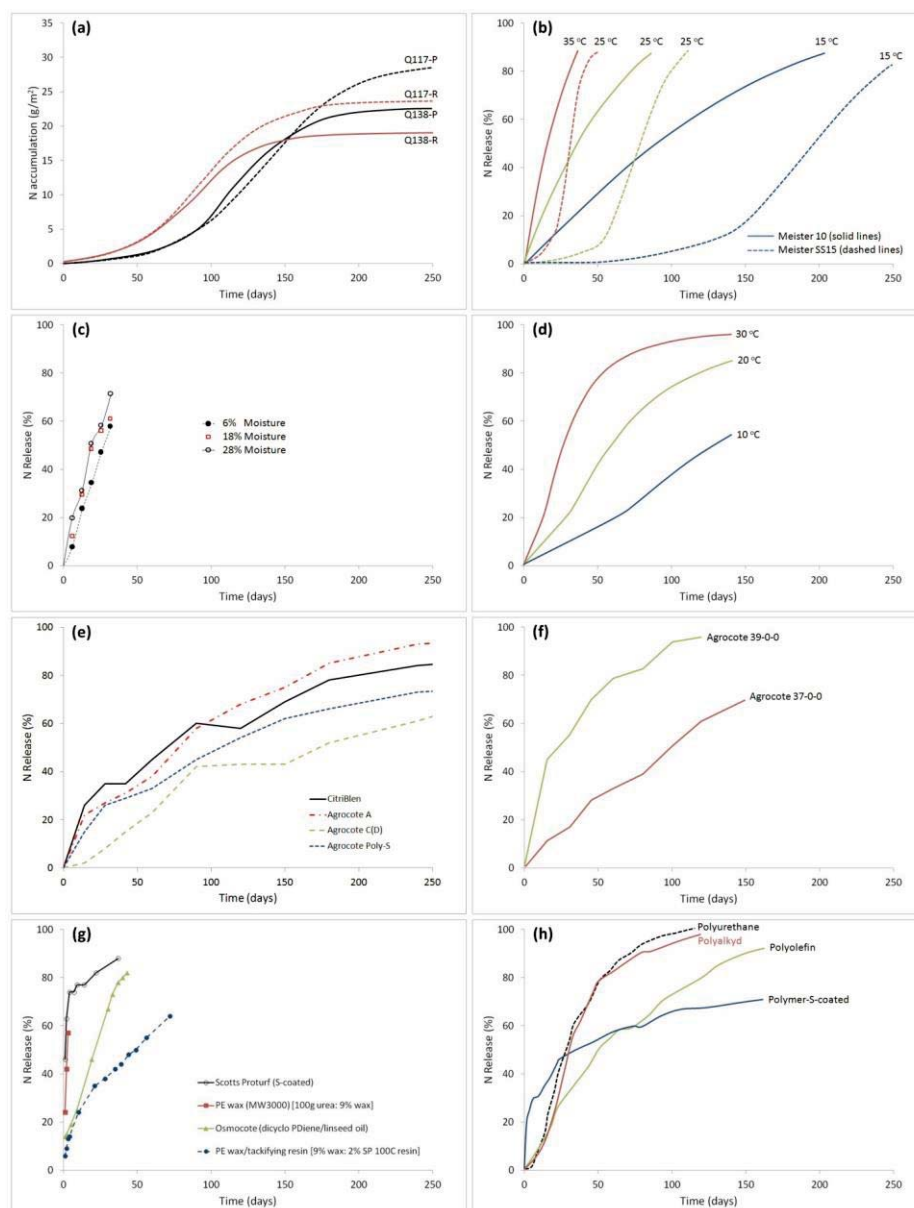 (a)
35
30
25
20
15
10
5
0
N accumulation (g/m²)
Q117-P
Q117-R
Q138-P
Q138-R
0 50 100 150 200 250
Time (days)
(b)
100
80
60
40
20
0
N Release (%)
35 °C 25 °C 25 °C 25 °C 15 °C
15 °C
Meister 10 (solid lines)
Meister SS15 (dashed lines)
0 50 100 150 200 250
Time (days)
(c)
100
80
60
40
20
0
N Release (%)
6% Moisture
18% Moisture
28% Moisture
0 50 100 150 200 250
Time (days)
(d)
100
80
60
40
20
0
N Release (%)
30 °C
20 °C
10 °C
0 50 100 150 200 250
Time (days)
(e)
100
80
60
40
20
0
N Release (%)
CitriBlen
Agrocote A
Agrocote C(D)
Agrocote Poly-S
0 50 100 150 200 250
Time (days)
(f)
100
80
60
40
20
0
N Release (%)
Agrocote 39-0-0
Agrocote 37-0-0
0 50 100 150 200 250
Time (days)
(g)
100
80
60
40
20
0
N Release (%)
Scotts Proturf (S-coated)
PE wax (MW3000) [100g urea: 9% wax]
Osmocote (dicyclo PDiene/linseed oil)
PE wax/tackifying resin [9% wax: 2% SP 100C resin]
0 50 100 150 200 250
Time (days)
(h)
100
80
60
40
20
0
N Release (%)
Polyurethane
Polyalkyd
Polyolefin
Polymer-S-coated
0 50 100 150 200 250
Time (days)